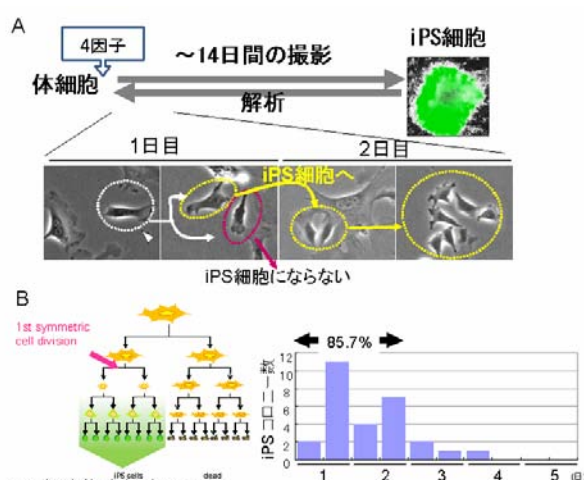 A
4因子
体細胞
～14日間の撮影
解析
iPS細胞
1日目
2日目
iPS細胞へ
iPS細胞にならない
B
1st symmetric
cell division
iPS cells
dead
85.7%
iPSコロニー数
12
10
8
6
4
2
0
1
2
3
4
5